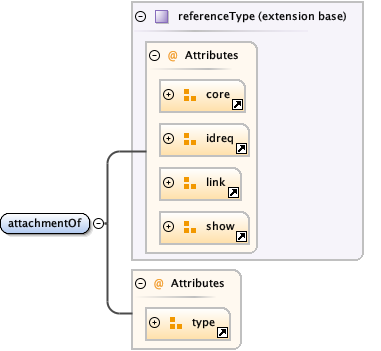 referenceType (extension base)
@ Attributes
core
idreq
link
show
attachmentOf
@ Attributes
type